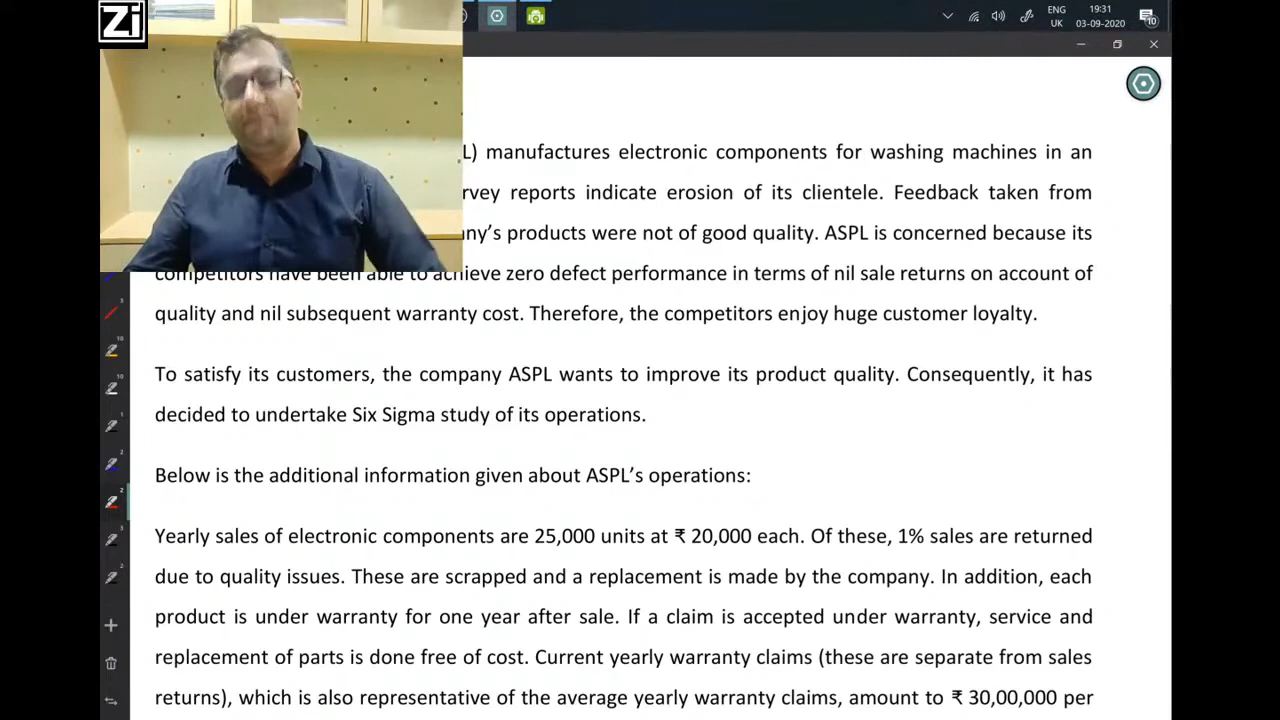 Zi
ENG
UK
19:31
03-09-2020
10
L) manufactures electronic components for washing machines in an
rvey reports indicate erosion of its clientele. Feedback taken from
ny’s products were not of good quality. ASPL is concerned because its
competitors have been able to achieve zero defect performance in terms of nil sale returns on account of
quality and nil subsequent warranty cost. Therefore, the competitors enjoy huge customer loyalty.
To satisfy its customers, the company ASPL wants to improve its product quality. Consequently, it has
decided to undertake Six Sigma study of its operations.
Below is the additional information given about ASPL’s operations:
Yearly sales of electronic components are 25,000 units at ₹ 20,000 each. Of these, 1% sales are returned
due to quality issues. These are scrapped and a replacement is made by the company. In addition, each
product is under warranty for one year after sale. If a claim is accepted under warranty, service and
replacement of parts is done free of cost. Current yearly warranty claims (these are separate from sales
returns), which is also representative of the average yearly warranty claims, amount to ₹ 30,00,000 per